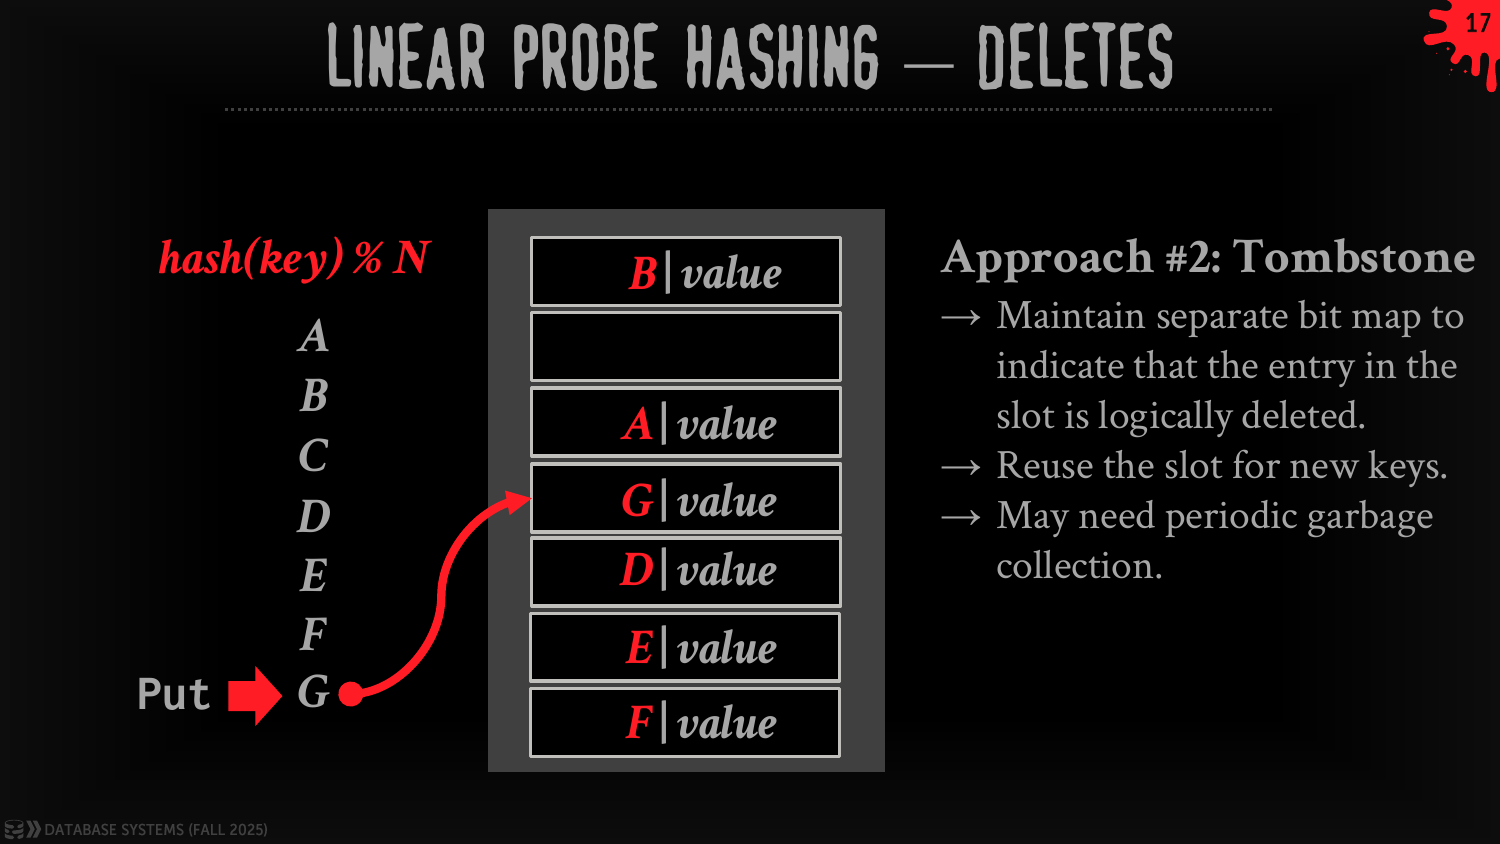 LINEAR PROBE HASHING — DELETES
17
hash(key) % N
A
B
C
D
E
F
Put G
B|value
A|value
G|value
D|value
E|value
F|value
Approach #2: Tombstone
→ Maintain separate bit map to
indicate that the entry in the
slot is logically deleted.
→ Reuse the slot for new keys.
→ May need periodic garbage
collection.
DATABASE SYSTEMS (FALL 2025)